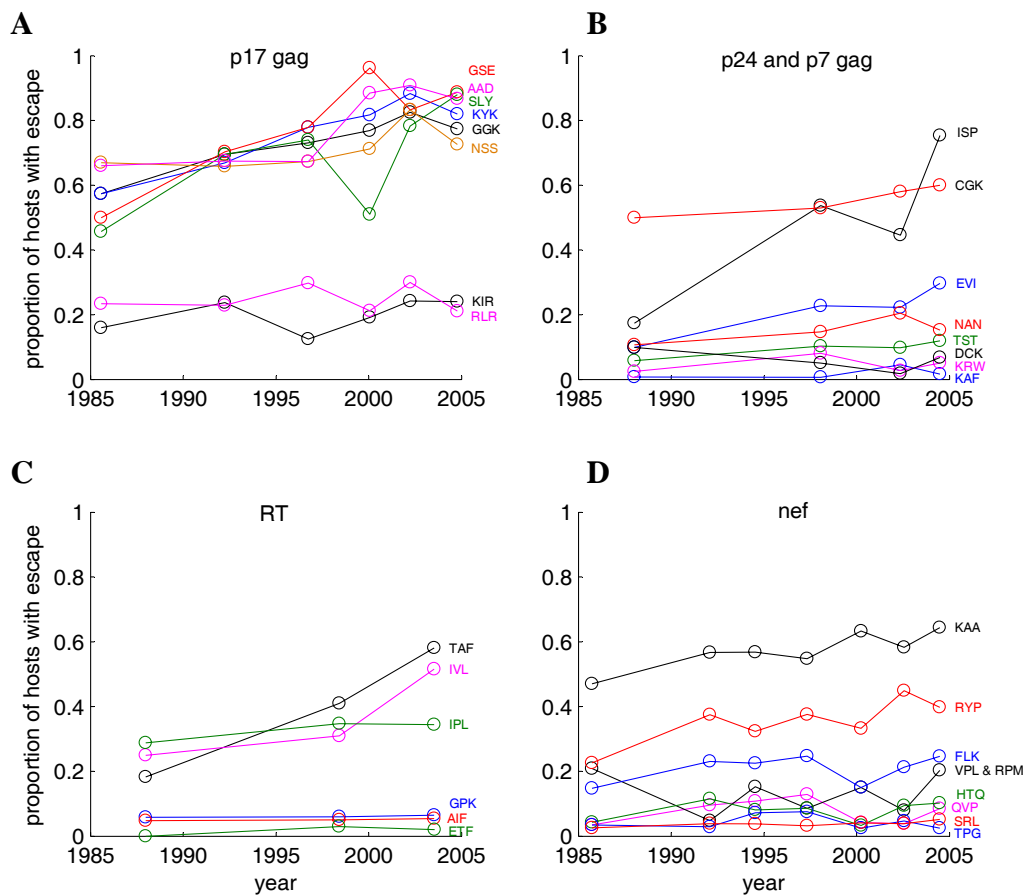 A
p17 gag
proportion of hosts with escape
1
0.8
0.6
0.4
0.2
0
1985 1990 1995 2000 2005
GSE
AAD
SLY
KYK
GGK
NSS
KIR
RLR
B
p24 and p7 gag
1
0.8
0.6
0.4
0.2
0
1985 1990 1995 2000 2005
ISP
CGK
EVI
NAN
TST
DCK
KRW
KAF
C
RT
proportion of hosts with escape
1
0.8
0.6
0.4
0.2
0
1985 1990 1995 2000 2005
year
TAF
IVL
IPL
GPK
AIF
ETF
D
nef
1
0.8
0.6
0.4
0.2
0
1985 1990 1995 2000 2005
year
KAA
RYP
FLK
VPL & RPM
HTQ
QVP
SRL
TPG